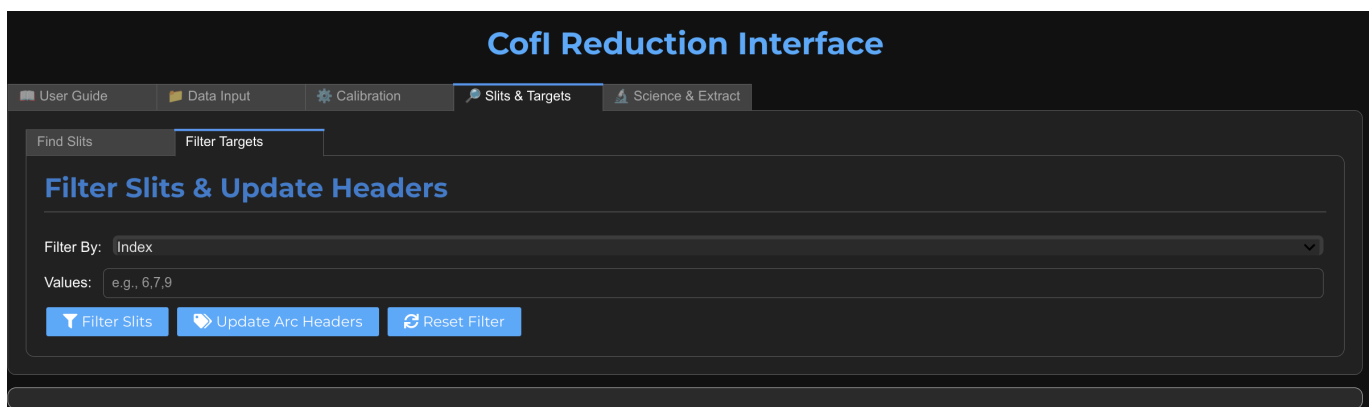 CofI Reduction Interface
User Guide
Data Input
Calibration
Slits & Targets
Science & Extract
Find Slits
Filter Targets
Filter Slits & Update Headers
Filter By: Index
Values: e.g., 6,7,9
Filter Slits
Update Arc Headers
Reset Filter